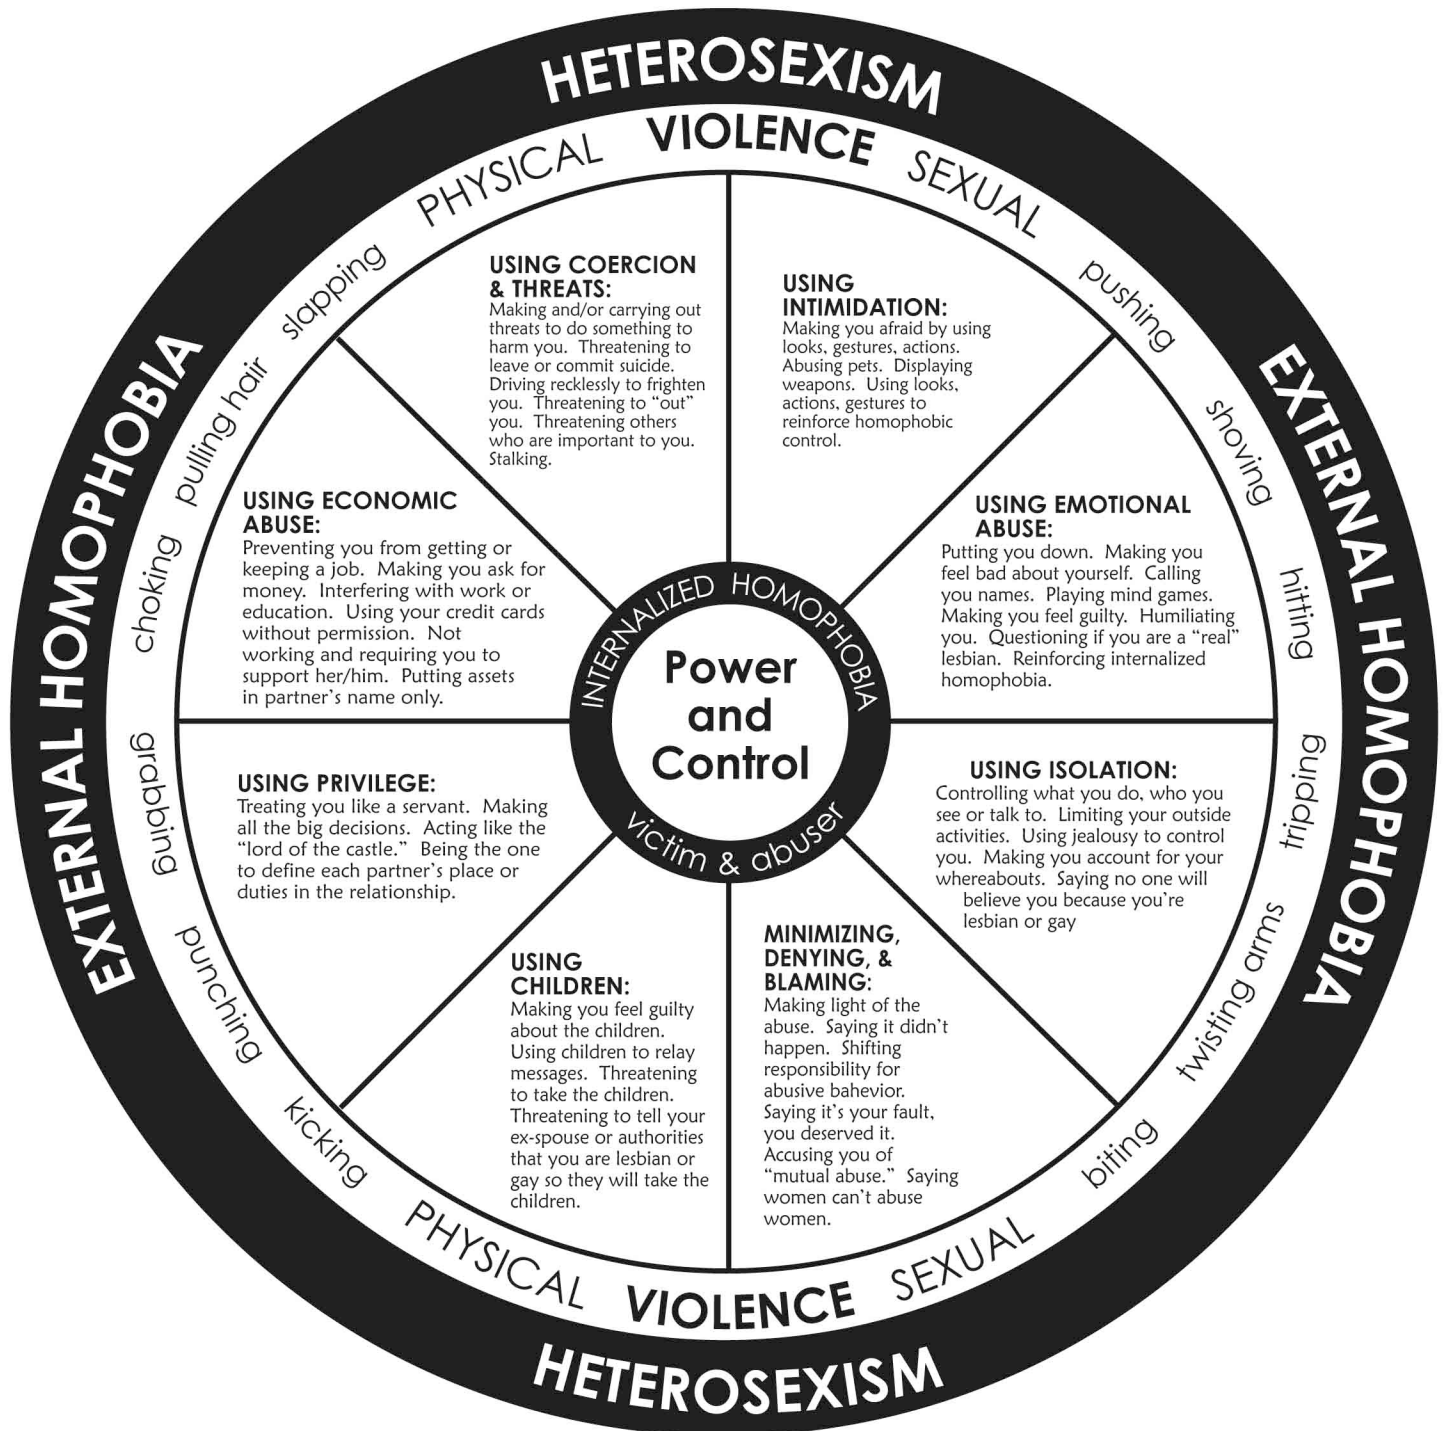 HETEROSEXISM
PHYSICAL VIOLENCE SEXUAL
pushing
shoving
hitting
tripping
twisting arms
biting
slapping
pulling hair
choking
grabbing
punching
kicking
EXTERNAL HOMOPHOBIA
EXTERNAL HOMOPHOBIA
USING COERCION
& THREATS:
Making and/or carrying out
threats to do something to
harm you. Threatening to
leave or commit suicide.
Driving recklessly to frighten
you. Threatening to “out”
you. Threatening others
who are important to you.
Stalking.
USING
INTIMIDATION:
Making you afraid by using
looks, gestures, actions.
Abusing pets. Displaying
weapons. Using looks,
actions, gestures to
reinforce homophobic
control.
USING ECONOMIC
ABUSE:
Preventing you from getting or
keeping a job. Making you ask for
money. Interfering with work or
education. Using your credit cards
without permission. Not
working and requiring you to
support her/him. Putting assets
in partner’s name only.
USING EMOTIONAL
ABUSE:
Putting you down. Making you
feel bad about yourself. Calling
you names. Playing mind games.
Making you feel guilty. Humiliating
you. Questioning if you are a “real”
lesbian. Reinforcing internalized
homophobia.
INTERNALIZED HOMOPHOBIA
Power
and
Control
victim & abuser
USING PRIVILEGE:
Treating you like a servant. Making
all the big decisions. Acting like the
“lord of the castle.” Being the one
to define each partner’s place or
duties in the relationship.
USING ISOLATION:
Controlling what you do, who you
see or talk to. Limiting your outside
activities. Using jealousy to control
you. Making you account for your
whereabouts. Saying no one will
believe you because you’re
lesbian or gay
USING
CHILDREN:
Making you feel guilty
about the children.
Using children to relay
messages. Threatening
to take the children.
Threatening to tell your
ex-spouse or authorities
that you are lesbian or
gay so they will take the
children.
MINIMIZING,
DENYING, &
BLAMING:
Making light of the
abuse. Saying it didn’t
happen. Shifting
responsibility for
abusive bahevior.
Saying it’s your fault,
you deserved it.
Accusing you of
“mutual abuse.” Saying
women can’t abuse
women.
PHYSICAL VIOLENCE SEXUAL
HETEROSEXISM